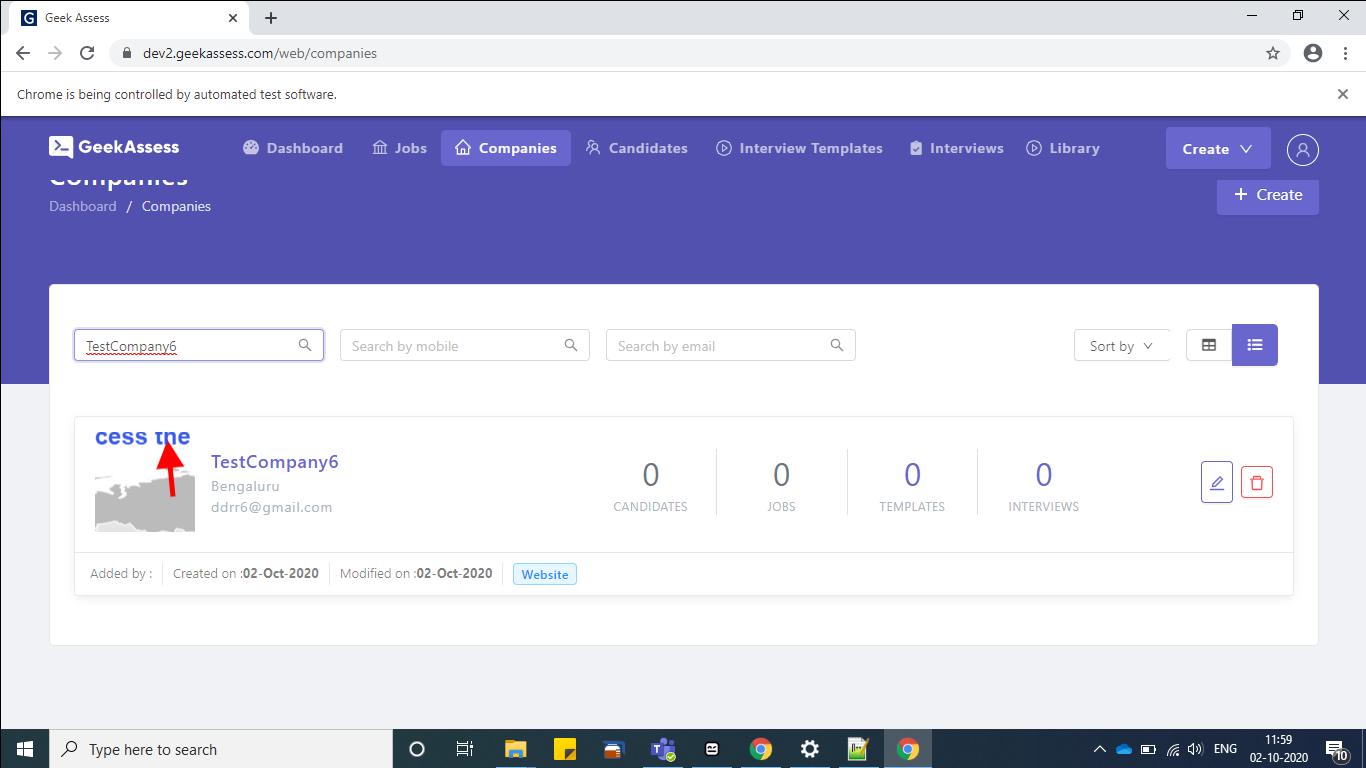 Geek Assess
dev2.geekassess.com/web/companies
Chrome is being controlled by automated test software.
GeekAssess Dashboard Jobs Companies Candidates Interview Templates Interviews Library Create
Companies
Dashboard / Companies
+ Create
TestCompany6 Search by mobile Search by email Sort by
cess the
TestCompany6
Bengaluru
ddrr6@gmail.com
0 0 0 0
CANDIDATES JOBS TEMPLATES INTERVIEWS
Added by : Created on :02-Oct-2020 Modified on :02-Oct-2020 Website
Type here to search
ENG
11:59
02-10-2020
10